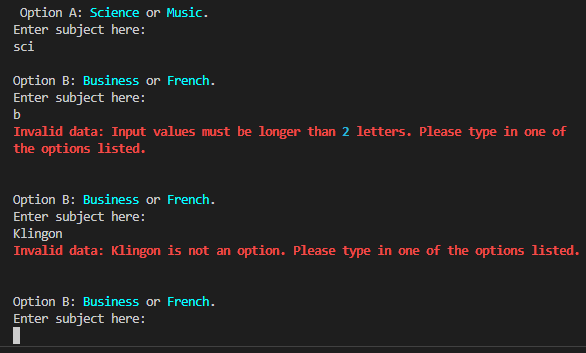 Option A: Science or Music.
Enter subject here:
sci
Option B: Business or French.
Enter subject here:
b
Invalid data: Input values must be longer than 2 letters. Please type in one of
the options listed.
Option B: Business or French.
Enter subject here:
Klingon
Invalid data: Klingon is not an option. Please type in one of the options listed.
Option B: Business or French.
Enter subject here: